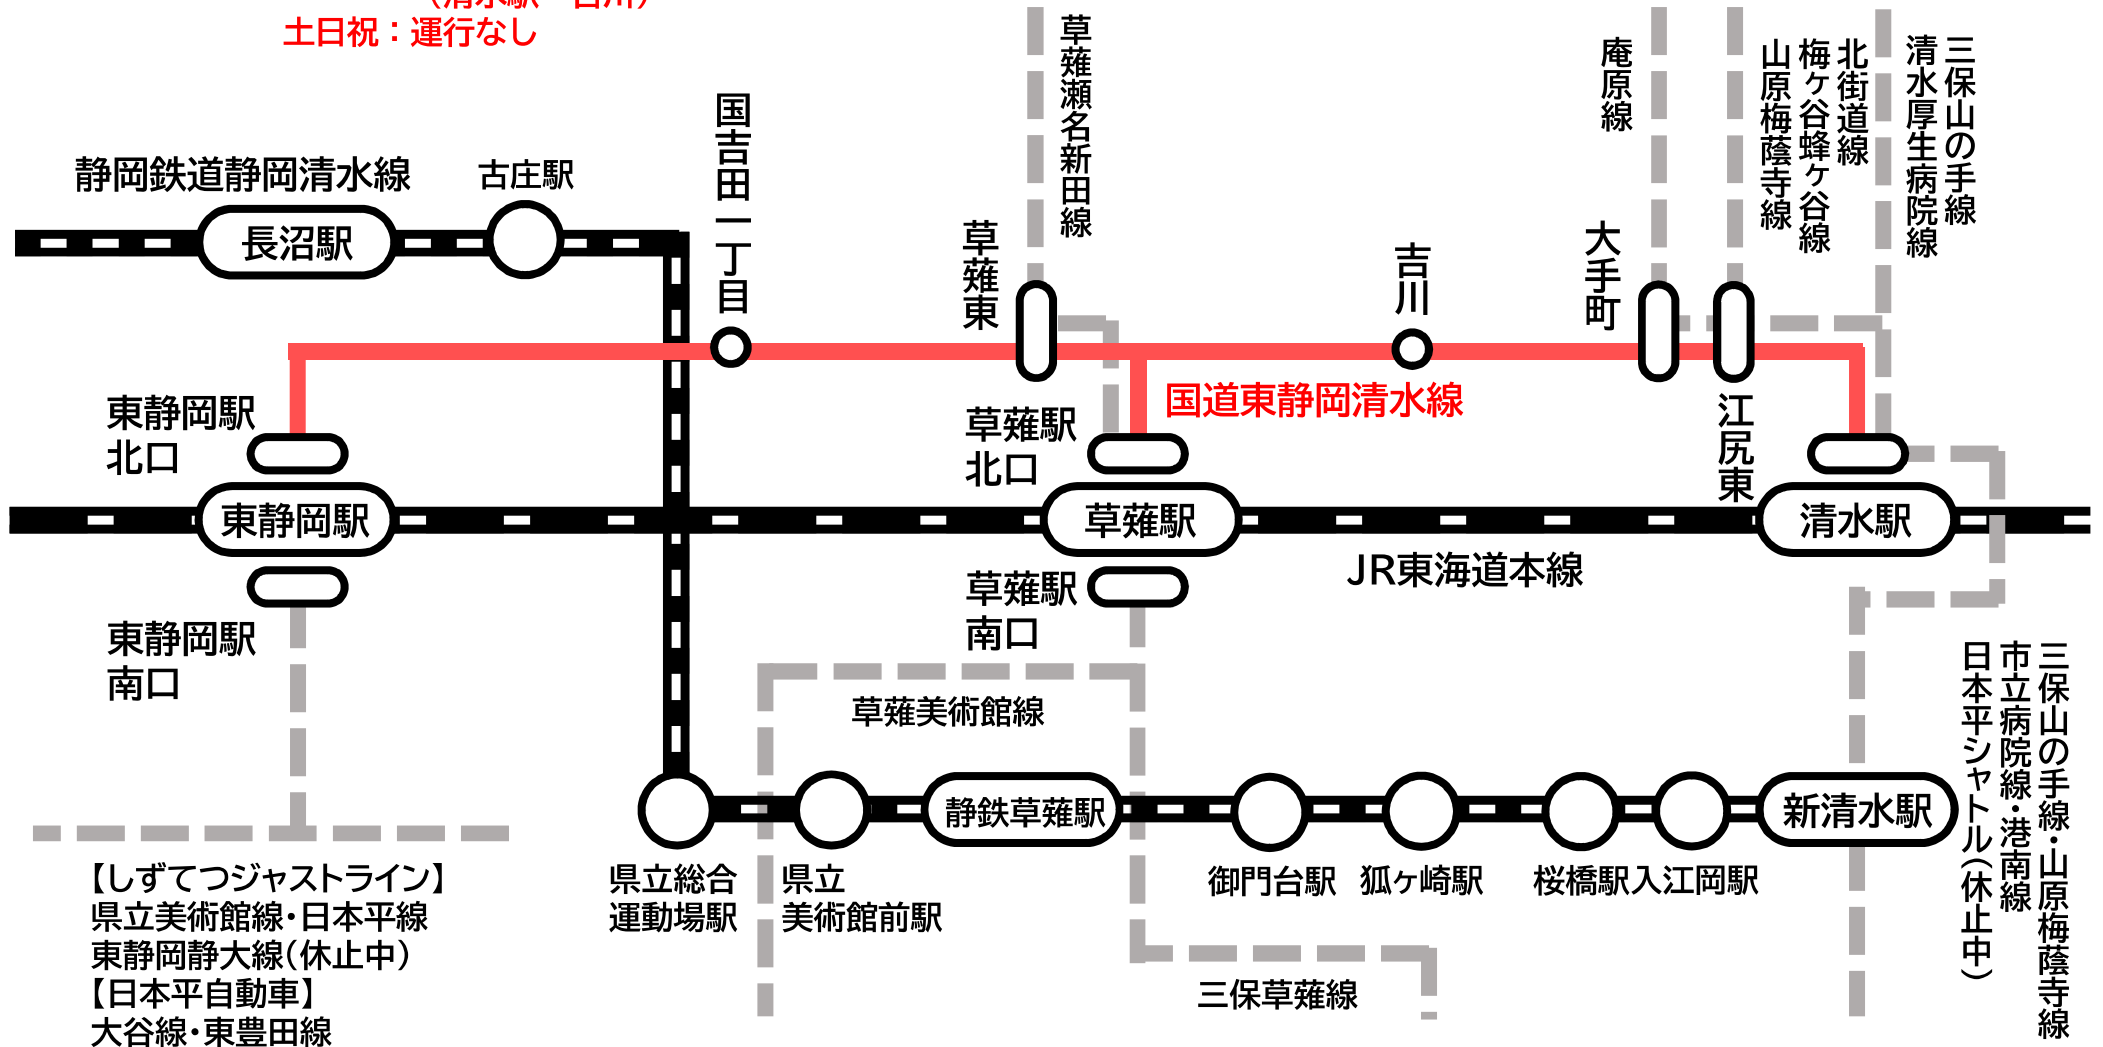 (清水駅 吉川)
土日祝：運行なし
草薙瀬名新田線
庵原線
北街道線
梅ヶ谷蜂ヶ谷線
山原梅蔭寺線
三保山の手線
清水厚生病院線
国吉田一丁目
静岡鉄道静岡清水線
古庄駅
長沼駅
草薙東
吉川
大手町
国道東静岡清水線
東静岡駅
北口
草薙駅
北口
江尻東
東静岡駅
草薙駅
清水駅
JR東海道本線
草薙駅
南口
東静岡駅
南口
草薙美術館線
三保山の手線・山原梅蔭寺線
市立病院線・港南線
日本平シャトル(休止中)
静鉄草薙駅
新清水駅
県立総合
運動場駅
県立
美術館前駅
御門台駅
狐ヶ崎駅
桜橋駅
入江岡駅
三保草薙線
【しずてつジャストライン】
県立美術館線・日本平線
東静岡静大線(休止中)
【日本平自動車】
大谷線・東豊田線